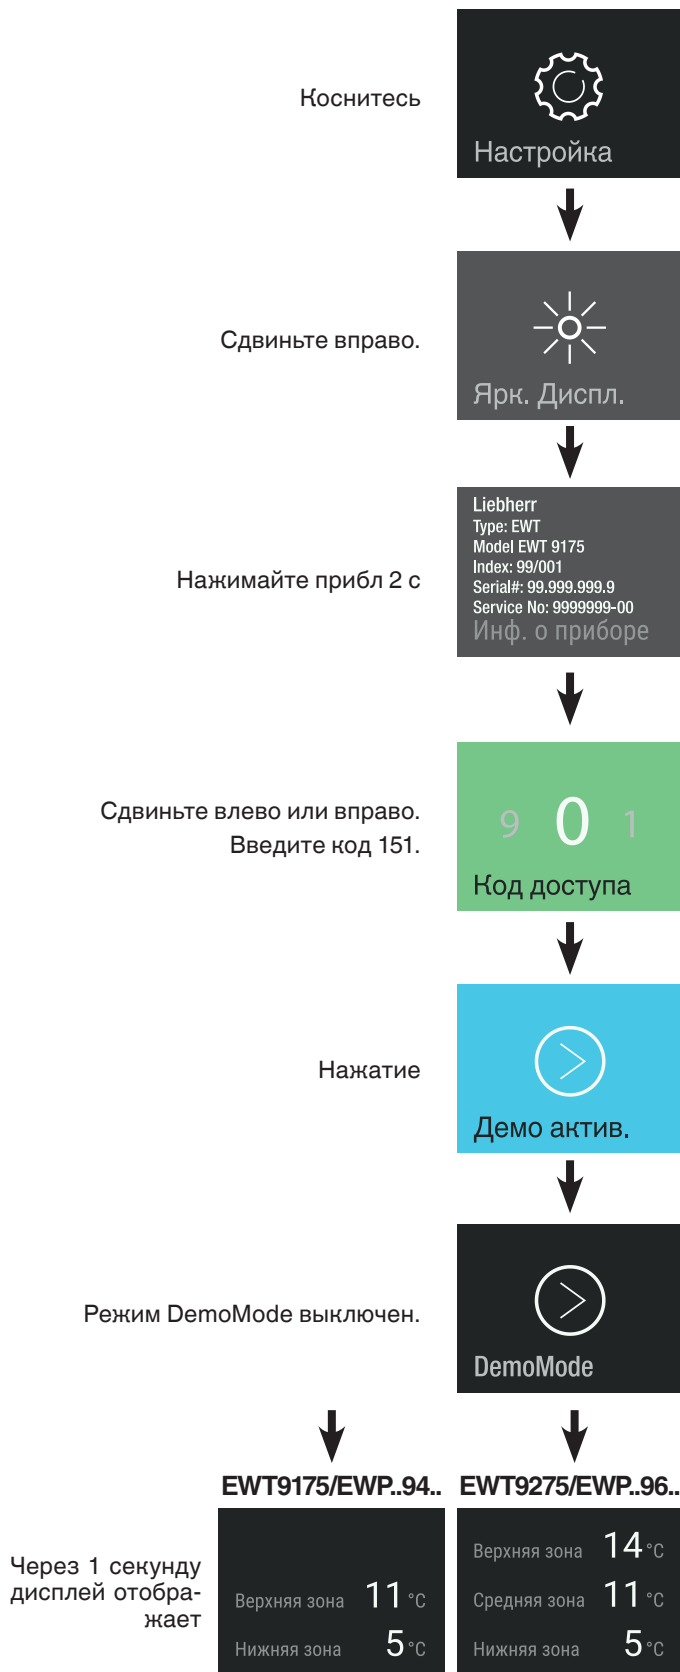 Коснитесь
Настройка
Сдвиньте вправо.
Ярк. Диспл.
Нажимайте прибл 2 с
Liebherr
Type: EWT
Model EWT 9175
Index: 99/001
Serial#: 99.999.999.9
Service No: 9999999-00
Инф. о приборе
Сдвиньте влево или вправо.
Введите код 151.
9 0 1
Код доступа
Нажатие
Демо актив.
Режим DemoMode выключен.
DemoMode
EWT9175/EWP..94..
EWT9275/EWP..96..
Через 1 секунду
дисплей отобра-
жает
Верхняя зона 11 °C
Нижняя зона 5 °C
Верхняя зона 14 °C
Средняя зона 11 °C
Нижняя зона 5 °C